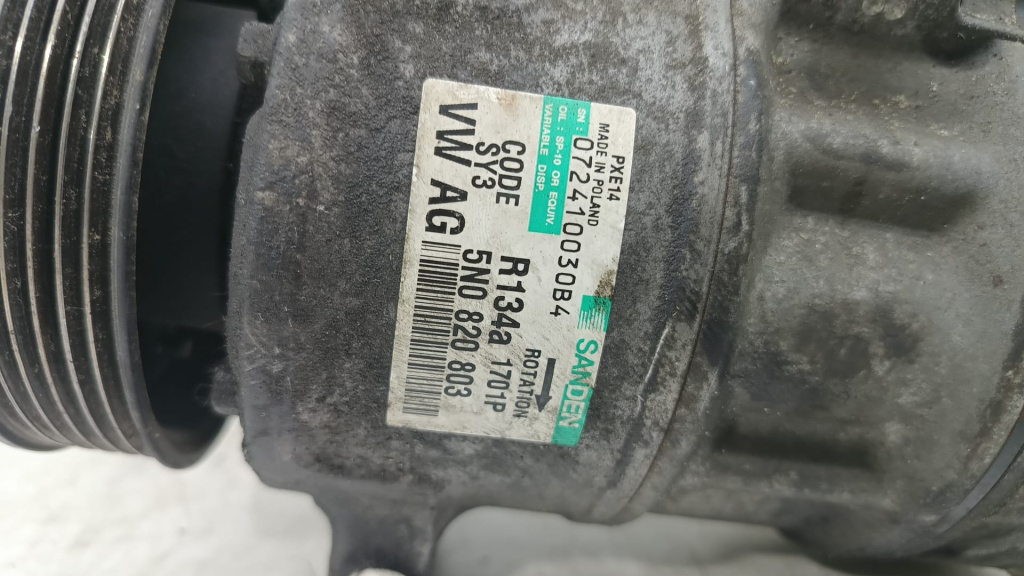 PXE14
MADE IN POLAND
SN: 072410030B4
OIL: SP-10 OR EQUIV.
VARIABLE DISP.
SANDEN
ROTATION
CODE R134a 1701P
SY3 5N0 820 803
VW AG